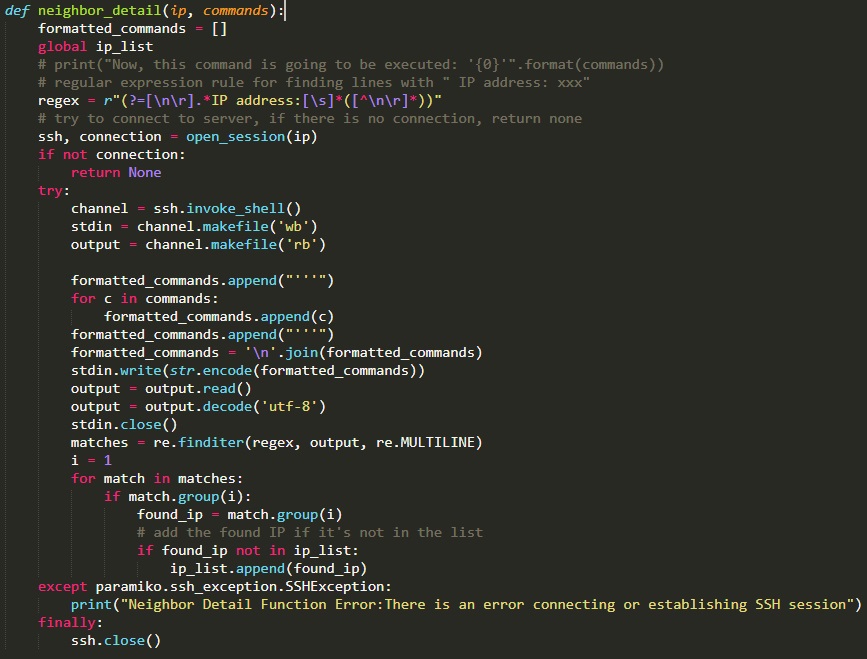 def neighbor_detail(ip, commands):
    formatted_commands = []
    global ip_list
    # print("Now, this command is going to be executed: '{0}'".format(commands))
    # regular expression rule for finding lines with " IP address: xxx"
    regex = r"(?=[\n\r].*IP address:[\s]*([^\n\r]*))"
    # try to connect to server, if there is no connection, return none
    ssh, connection = open_session(ip)
    if not connection:
        return None
    try:
        channel = ssh.invoke_shell()
        stdin = channel.makefile('wb')
        output = channel.makefile('rb')

        formatted_commands.append("'''")
        for c in commands:
            formatted_commands.append(c)
        formatted_commands.append("'''")
        formatted_commands = '\n'.join(formatted_commands)
        stdin.write(str.encode(formatted_commands))
        output = output.read()
        output = output.decode('utf-8')
        stdin.close()
        matches = re.finditer(regex, output, re.MULTILINE)
        i = 1
        for match in matches:
            if match.group(i):
                found_ip = match.group(i)
                # add the found IP if it's not in the list
                if found_ip not in ip_list:
                    ip_list.append(found_ip)
    except paramiko.ssh_exception.SSHException:
        print("Neighbor Detail Function Error:There is an error connecting or establishing SSH session")
    finally:
        ssh.close()